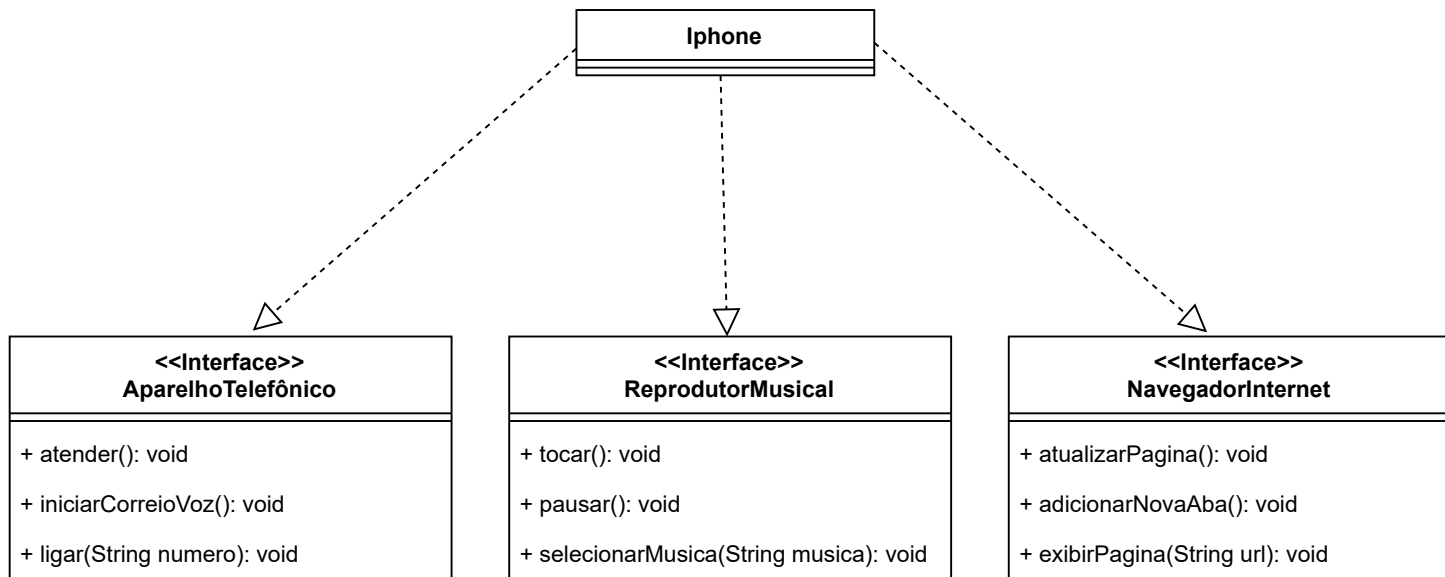 Iphone
<<Interface>>
AparelhoTelefônico
+ atender(): void
+ iniciarCorreioVoz(): void
+ ligar(String numero): void
<<Interface>>
ReprodutorMusical
+ tocar(): void
+ pausar(): void
+ selecionarMusica(String musica): void
<<Interface>>
NavegadorInternet
+ atualizarPagina(): void
+ adicionarNovaAba(): void
+ exibirPagina(String url): void